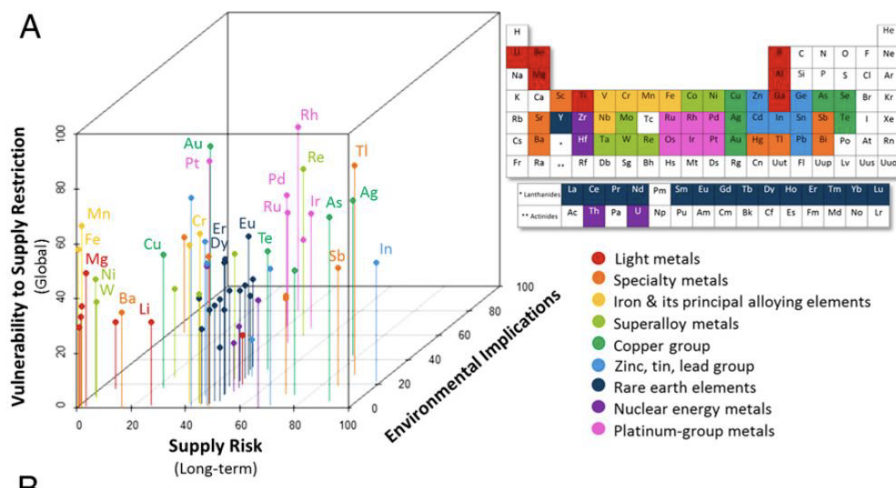 A
Vulnerability to Supply Restriction
(Global)
100
80
60
40
20
0
Rh
Au
Pt
Re
Tl
Pd
Ru
Ir
As
Ag
Mn
Fe
Mg
Ni
W
Cu
Cr
Er
Dy
Eu
Te
Sb
In
Ba
Li
0
20
40
60
80
100
Supply Risk
(Long-term)
0
20
40
60
80
100
Environmental Implications
H He
Li Be B C N O F Ne
Na Mg Al Si P S Cl Ar
K Ca Sc Ti V Cr Mn Fe Co Ni Cu Zn Ga Ge As Se Br Kr
Rb Sr Y Zr Nb Mo Tc Ru Rh Pd Ag Cd In Sn Sb Te I Xe
Cs Ba * Hf Ta W Re Os Ir Pt Au Hg Tl Pb Bi Po At Rn
Fr Ra ** Rf Db Sg Bh Hs Mt Ds Rg Cn Uut Fl Uup Lv Uus Uuo
* Lanthanides La Ce Pr Nd Pm Sm Eu Gd Tb Dy Ho Er Tm Yb Lu
** Actinides Ac Th Pa U Np Pu Am Cm Bk Cf Es Fm Md No Lr
Light metals
Specialty metals
Iron & its principal alloying elements
Superalloy metals
Copper group
Zinc, tin, lead group
Rare earth elements
Nuclear energy metals
Platinum-group metals